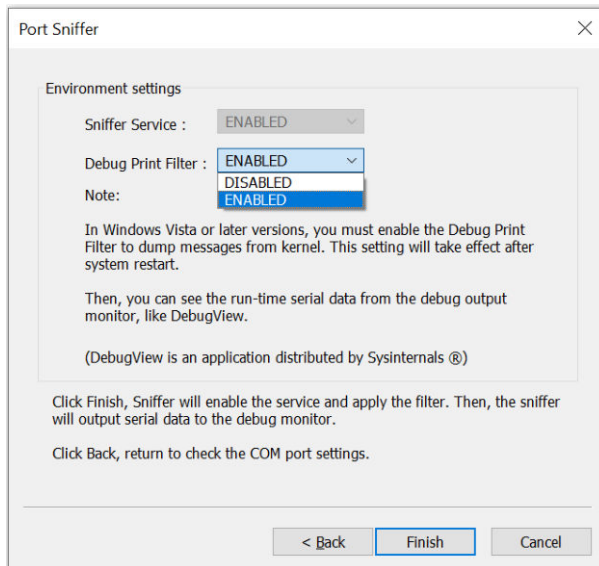 Port Sniffer
Environment settings
Sniffer Service :
ENABLED
Debug Print Filter :
ENABLED
DISABLED
ENABLED
Note:
In Windows Vista or later versions, you must enable the Debug Print
Filter to dump messages from kernel. This setting will take effect after
system restart.
Then, you can see the run-time serial data from the debug output
monitor, like DebugView.
(DebugView is an application distributed by Sysinternals ®)
Click Finish, Sniffer will enable the service and apply the filter. Then, the sniffer
will output serial data to the debug monitor.
Click Back, return to check the COM port settings.
< Back
Finish
Cancel